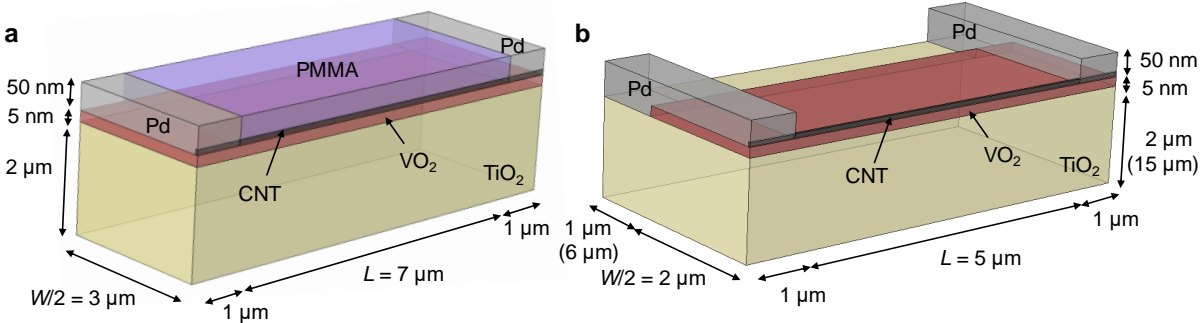 a
50 nm
5 nm
2 µm
Pd
PMMA
Pd
CNT
VO2
TiO2
W/2 = 3 µm
1 µm
L = 7 µm
1 µm
b
Pd
Pd
50 nm
5 nm
2 µm
(15 µm)
CNT
VO2
TiO2
1 µm
(6 µm)
W/2 = 2 µm
1 µm
L = 5 µm
1 µm